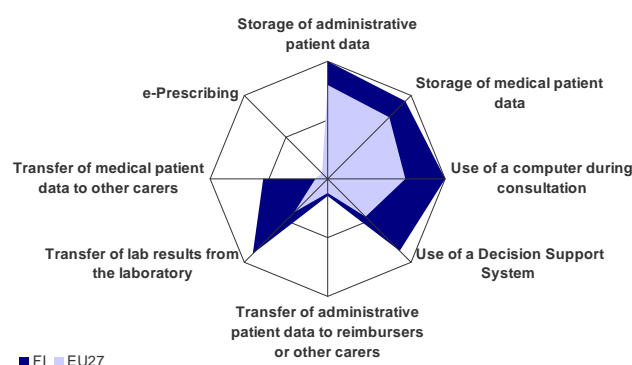 Storage of administrative
patient data
Storage of medical patient
data
e-Prescribing
Transfer of medical patient
data to other carers
Use of a computer during
consultation
Transfer of lab results from
the laboratory
Use of a Decision Support
System
Transfer of administrative
patient data to reimbursers
or other carers
FI EU27